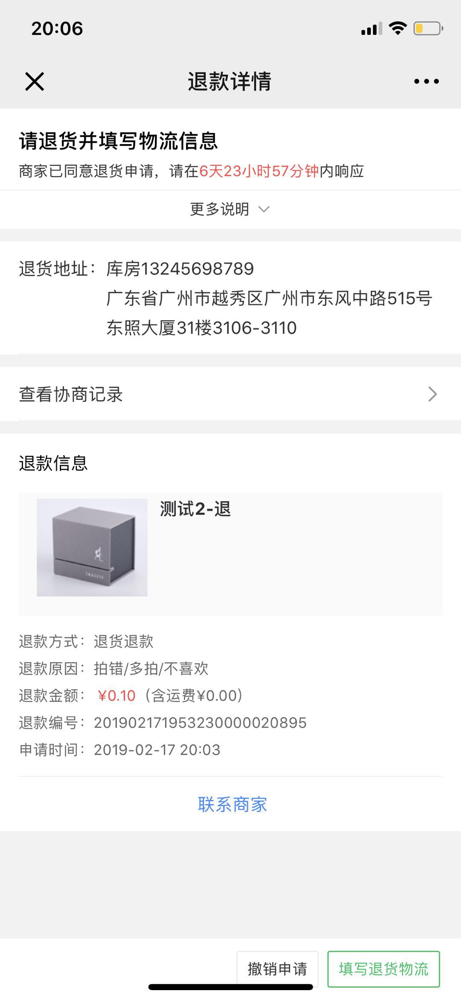 20:06
退款详情
请退货并填写物流信息
商家已同意退货申请，请在6天23小时57分钟内响应
更多说明
退货地址：库房13245698789
广东省广州市越秀区广州市东风中路515号
东照大厦31楼3106-3110
查看协商记录
退款信息
测试2-退
退款方式：退货退款
退款原因：拍错/多拍/不喜欢
退款金额：¥0.10（含运费¥0.00）
退款编号：201902171953230000020895
申请时间：2019-02-17 20:03
联系商家
撤销申请
填写退货物流